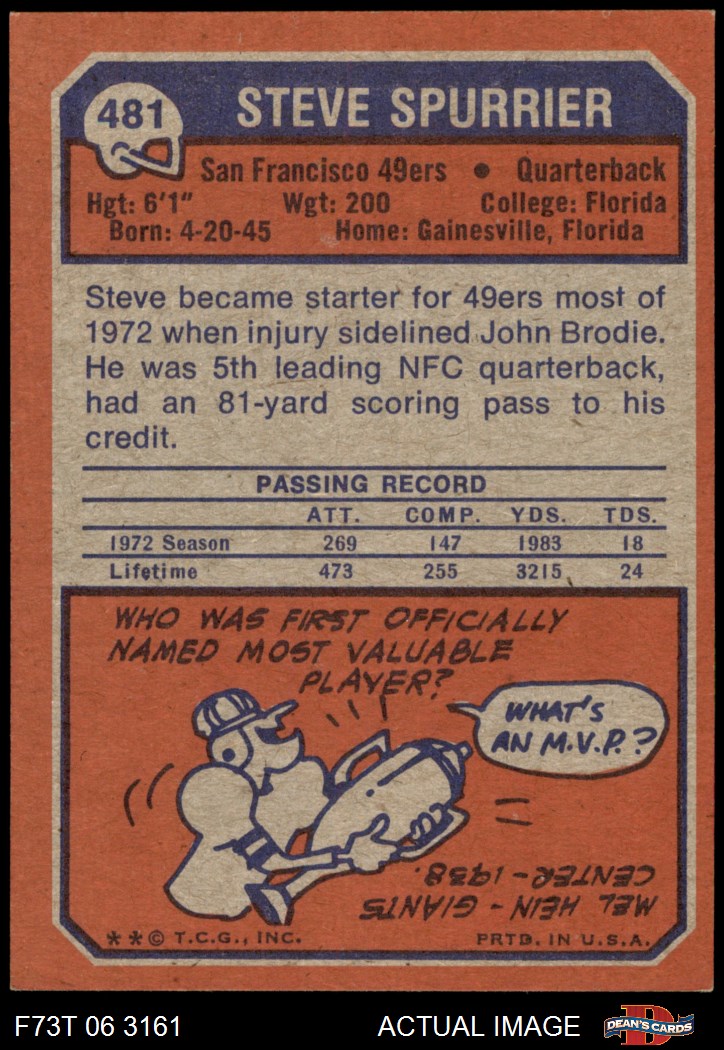 481
STEVE SPURRIER
San Francisco 49ers • Quarterback
Hgt: 6'1" Wgt: 200 College: Florida
Born: 4-20-45 Home: Gainesville, Florida
Steve became starter for 49ers most of
1972 when injury sidelined John Brodie.
He was 5th leading NFC quarterback,
had an 81-yard scoring pass to his
credit.
PASSING RECORD
ATT. COMP. YDS. TDS.
1972 Season 269 147 1983 18
Lifetime 473 255 3215 24
WHO WAS FIRST OFFICIALLY
NAMED MOST VALUABLE
PLAYER?
WHAT'S
AN M.V.P.?
MEL HEIN - GIANTS
CENTER - 1938.
**© T.C.G., INC. PRTD. IN U.S.A.
F73T 06 3161 ACTUAL IMAGE
D
DEAN'S CARDS